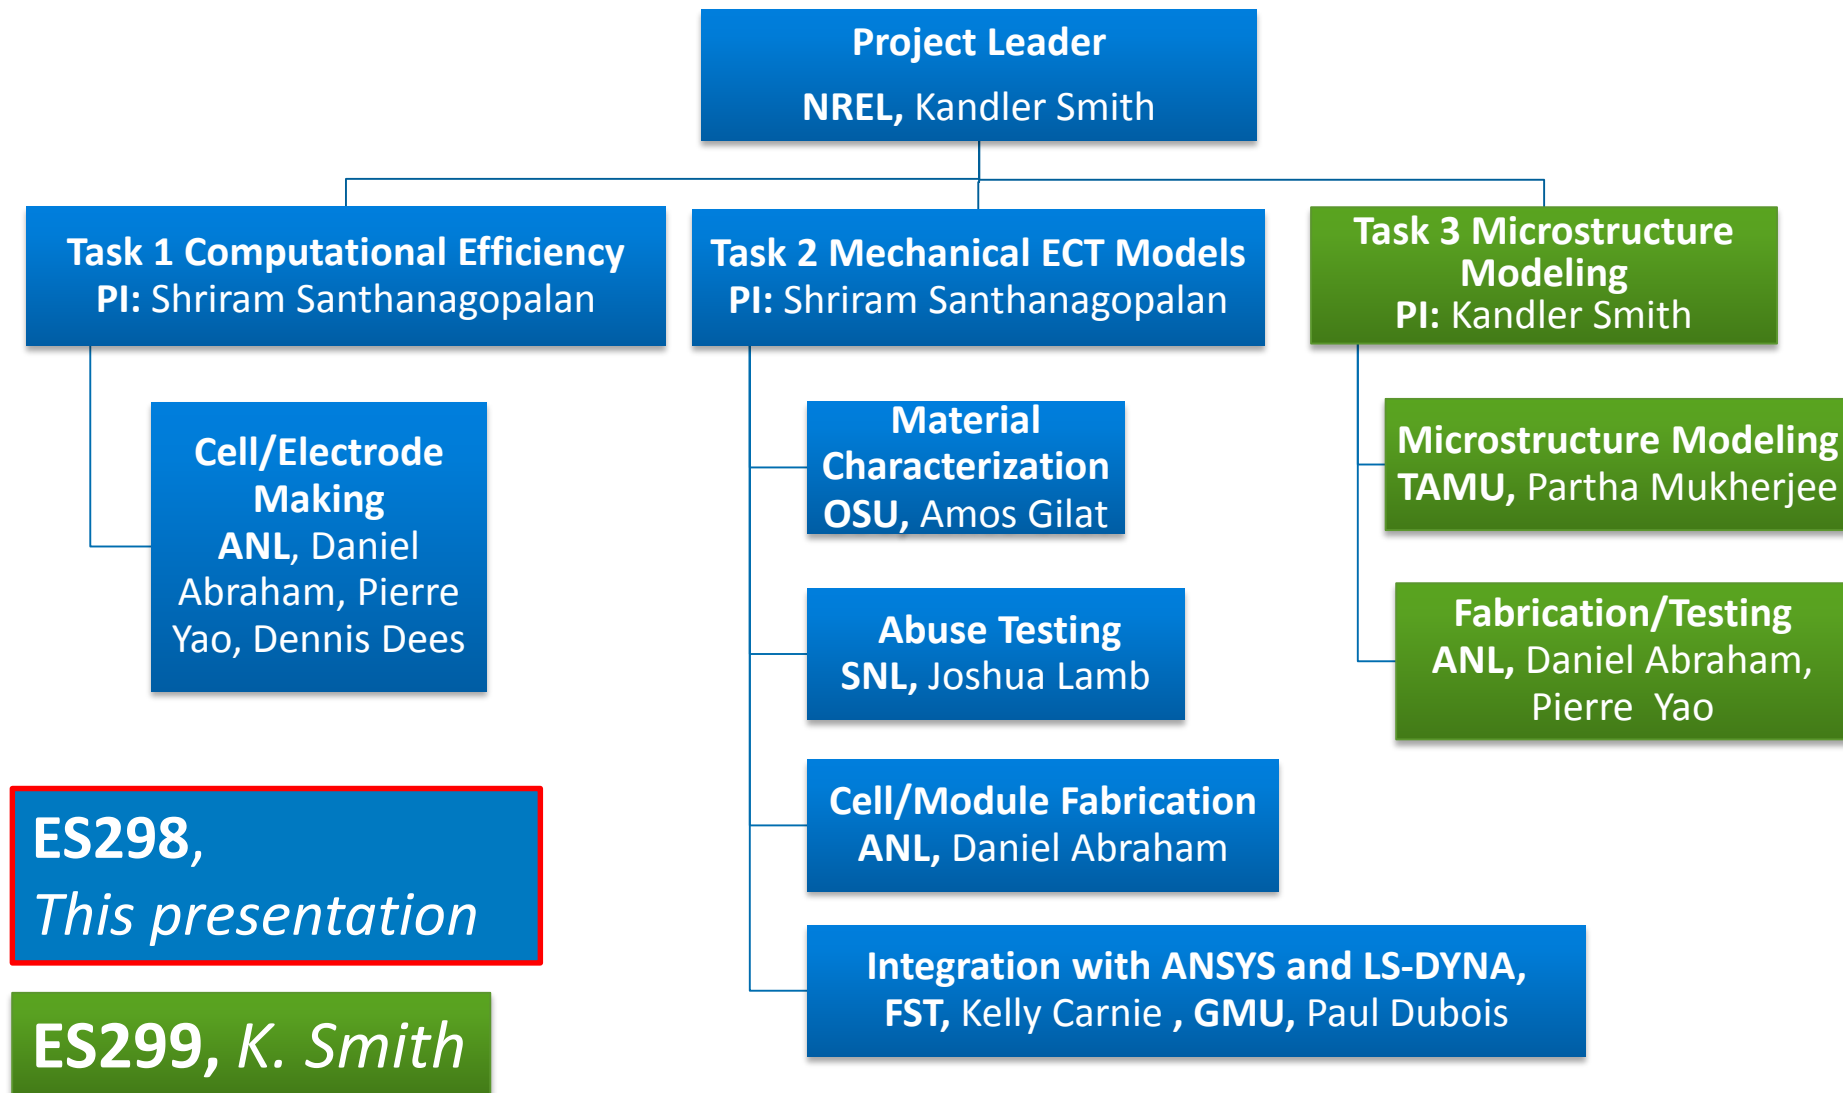 Project Leader
NREL, Kandler Smith
Task 1 Computational Efficiency
PI: Shriram Santhanagopalan
Task 2 Mechanical ECT Models
PI: Shriram Santhanagopalan
Task 3 Microstructure
Modeling
PI: Kandler Smith
Cell/Electrode
Making
ANL, Daniel
Abraham, Pierre
Yao, Dennis Dees
Material
Characterization
OSU, Amos Gilat
Abuse Testing
SNL, Joshua Lamb
Cell/Module Fabrication
ANL, Daniel Abraham
Integration with ANSYS and LS-DYNA,
FST, Kelly Carnie , GMU, Paul Dubois
Microstructure Modeling
TAMU, Partha Mukherjee
Fabrication/Testing
ANL, Daniel Abraham,
Pierre  Yao
ES298,
This presentation
ES299, K. Smith